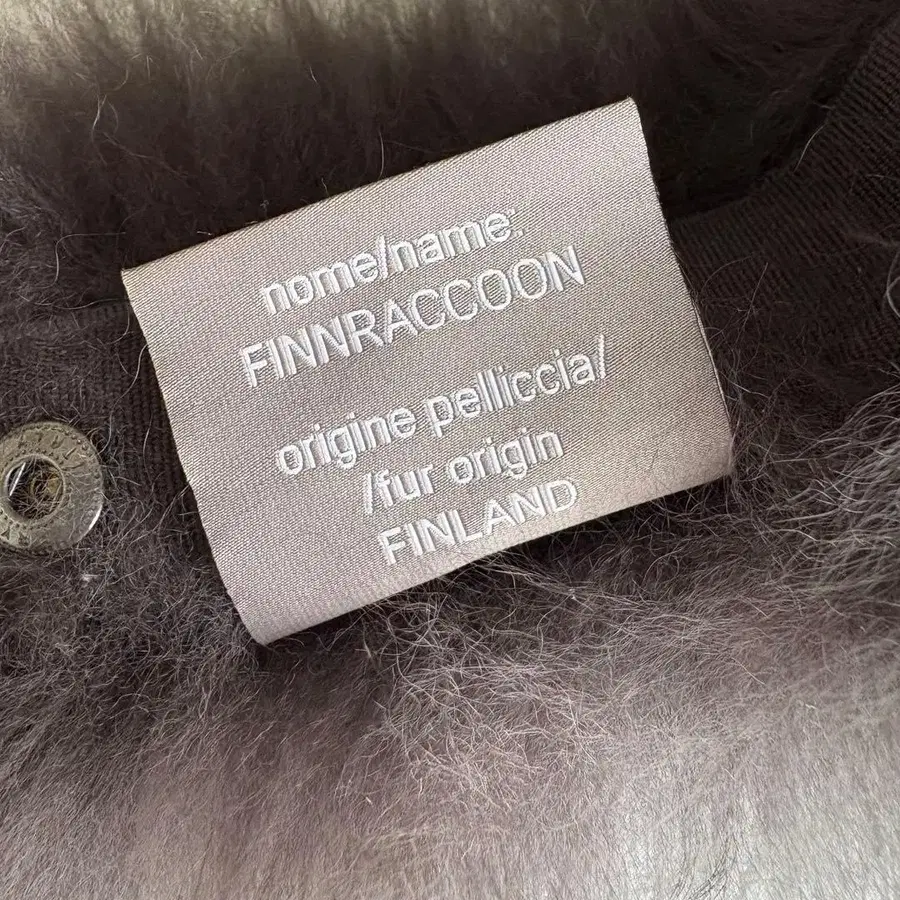 nome/name:
FINNRACCOON
origine pelliccia/
/fur origin
FINLAND